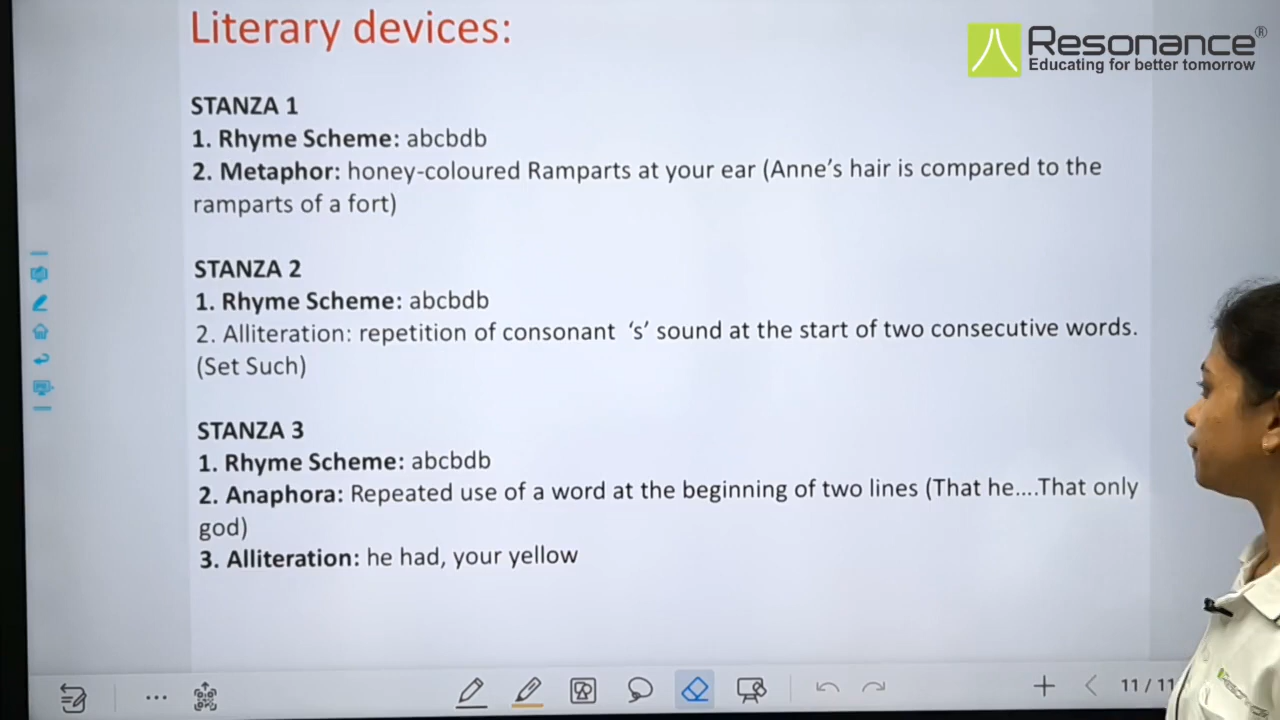 Literary devices:
Resonance®
Educating for better tomorrow
STANZA 1
1. Rhyme Scheme: abcbdb
2. Metaphor: honey-coloured Ramparts at your ear (Anne’s hair is compared to the
ramparts of a fort)
STANZA 2
1. Rhyme Scheme: abcbdb
2. Alliteration: repetition of consonant ‘s’ sound at the start of two consecutive words.
(Set Such)
STANZA 3
1. Rhyme Scheme: abcbdb
2. Anaphora: Repeated use of a word at the beginning of two lines (That he....That only
god)
3. Alliteration: he had, your yellow
11 / 11